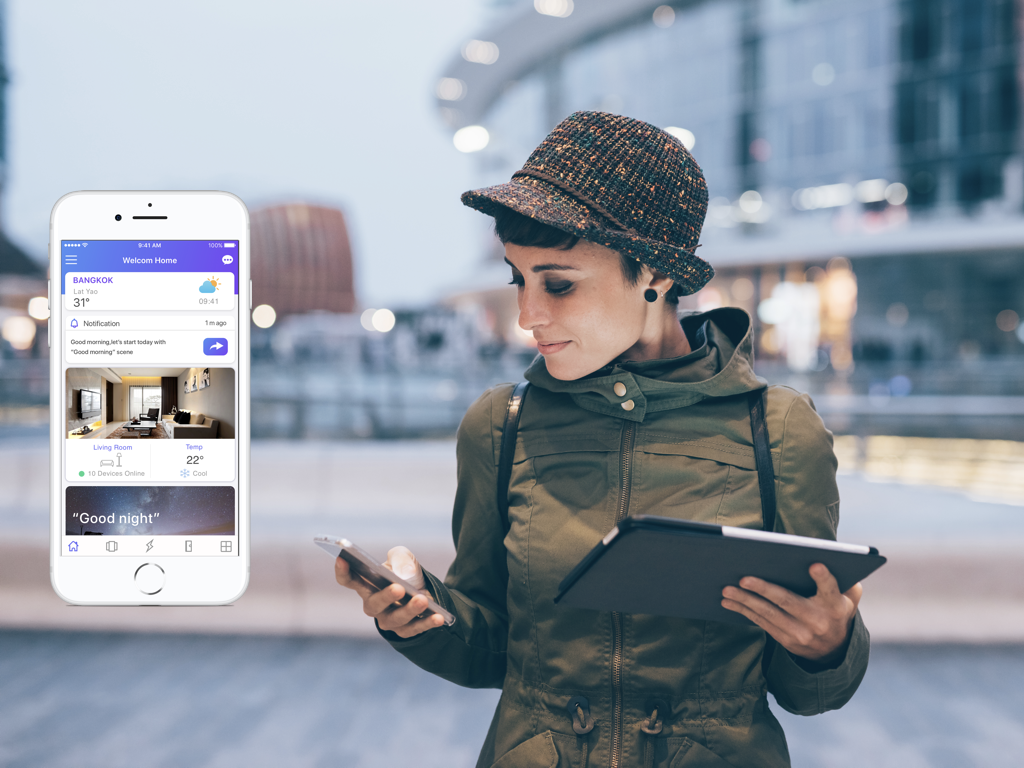 9:41 AM 100%
Welcom Home
BANGKOK
Lat Yao
31°
09:41
Notification 1 m ago
Good morning,let's start today with
"Good morning" scene
Living Room
10 Devices Online
Temp
22°
Cool
"Good night"